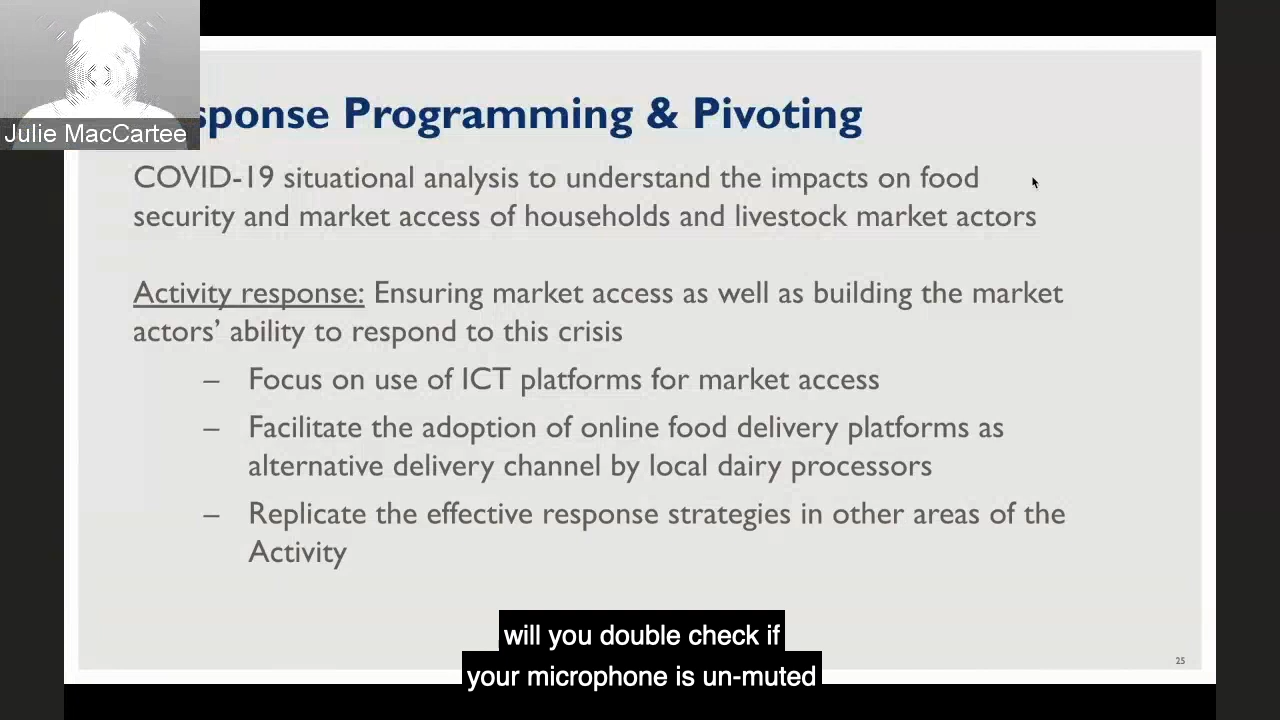 sponse Programming & Pivoting
Julie MacCartee
COVID-19 situational analysis to understand the impacts on food
security and market access of households and livestock market actors
Activity response: Ensuring market access as well as building the market
actors’ ability to respond to this crisis
– Focus on use of ICT platforms for market access
– Facilitate the adoption of online food delivery platforms as
alternative delivery channel by local dairy processors
– Replicate the effective response strategies in other areas of the
Activity
will you double check if
your microphone is un-muted
25